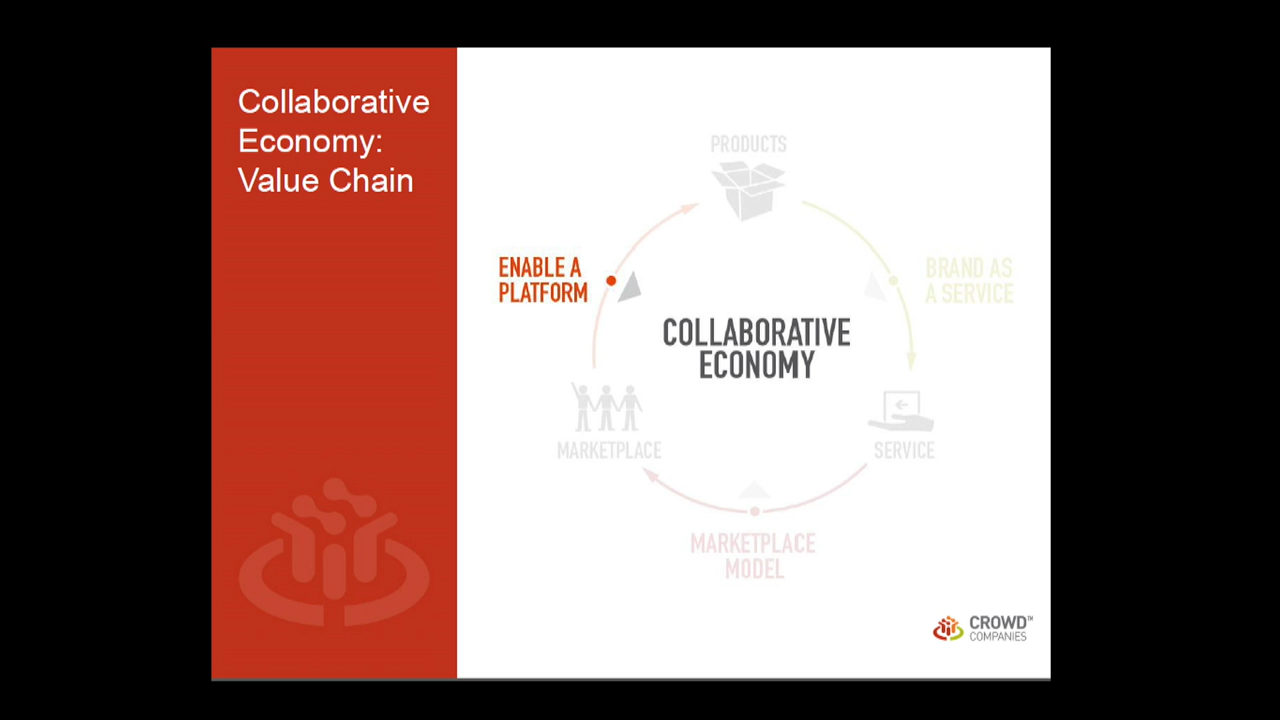 Collaborative
Economy:
Value Chain
PRODUCTS
ENABLE A
PLATFORM
BRAND AS
A SERVICE
COLLABORATIVE
ECONOMY
MARKETPLACE
SERVICE
MARKETPLACE
MODEL
CROWD™
COMPANIES